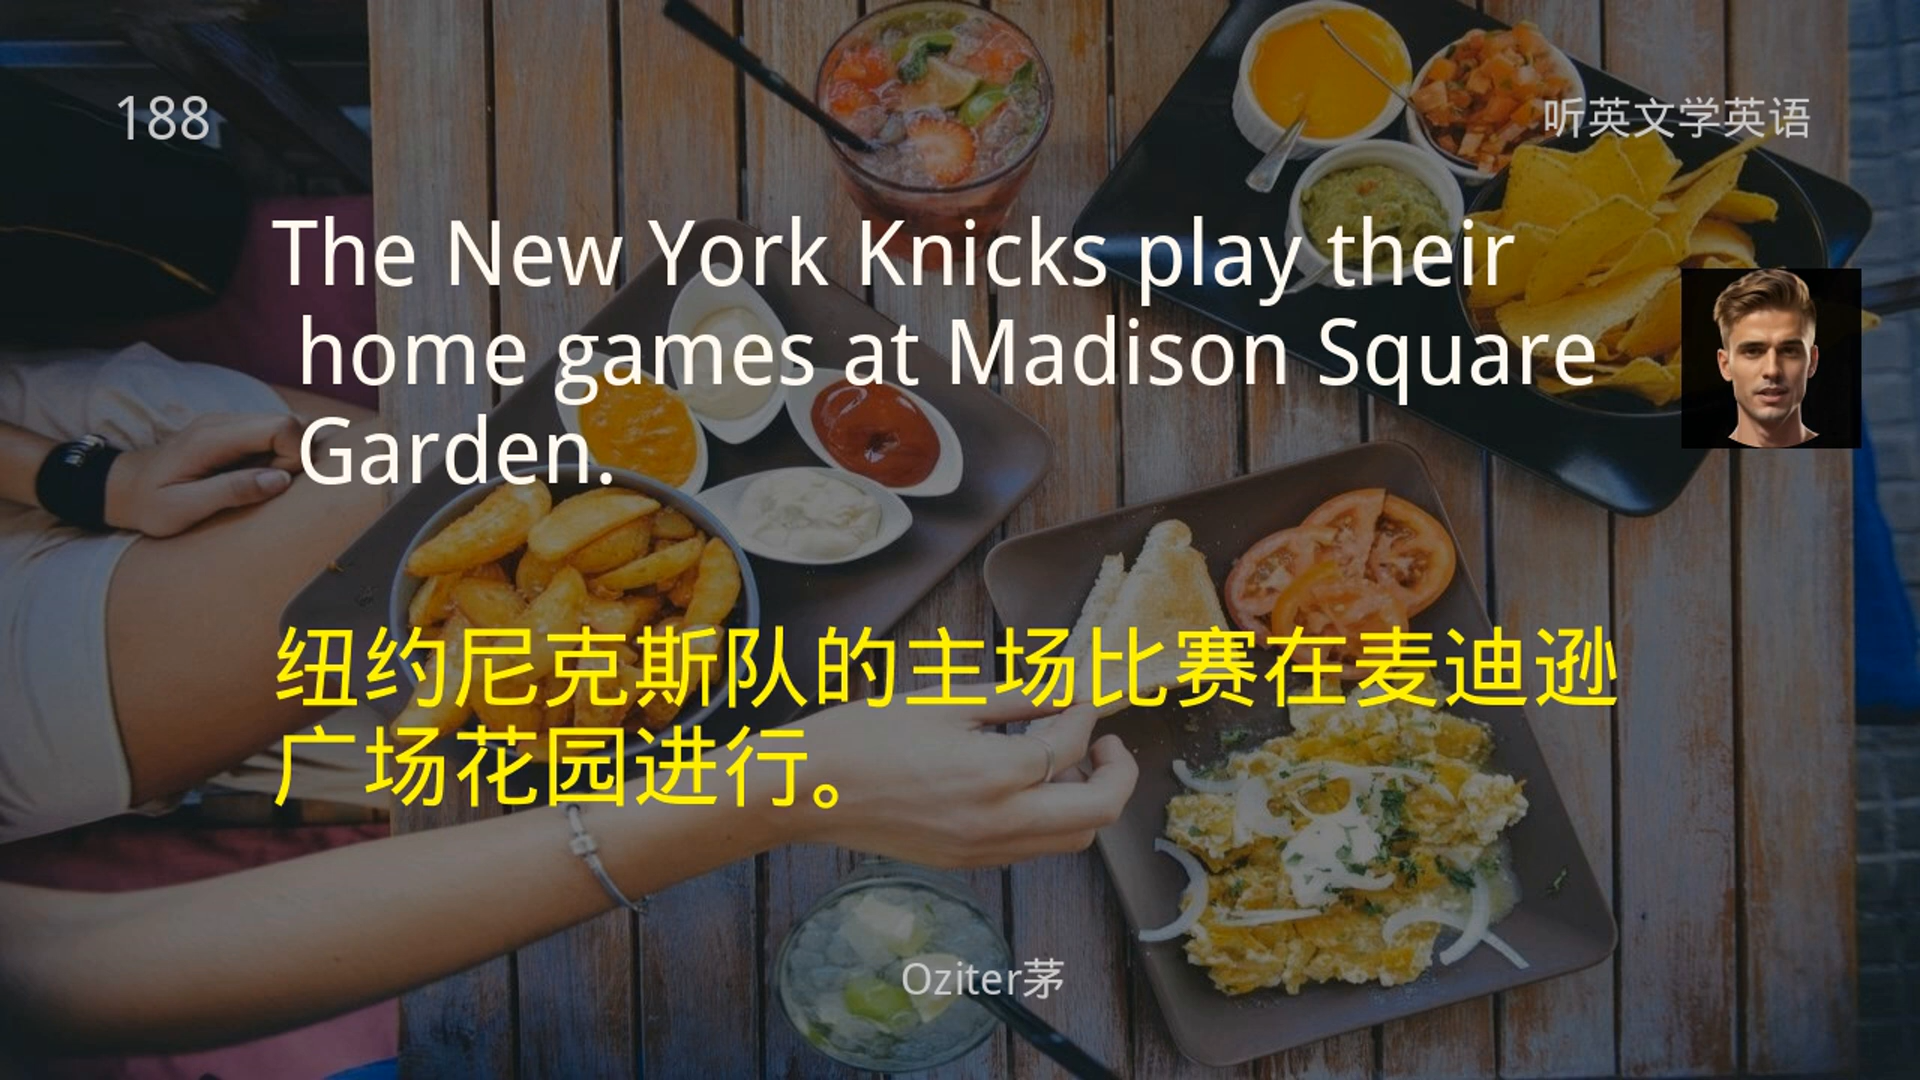 188
听英文学英语
The New York Knicks play their
home games at Madison Square
Garden.
纽约尼克斯队的主场比赛在麦迪逊
广场花园进行。
Oziter茅